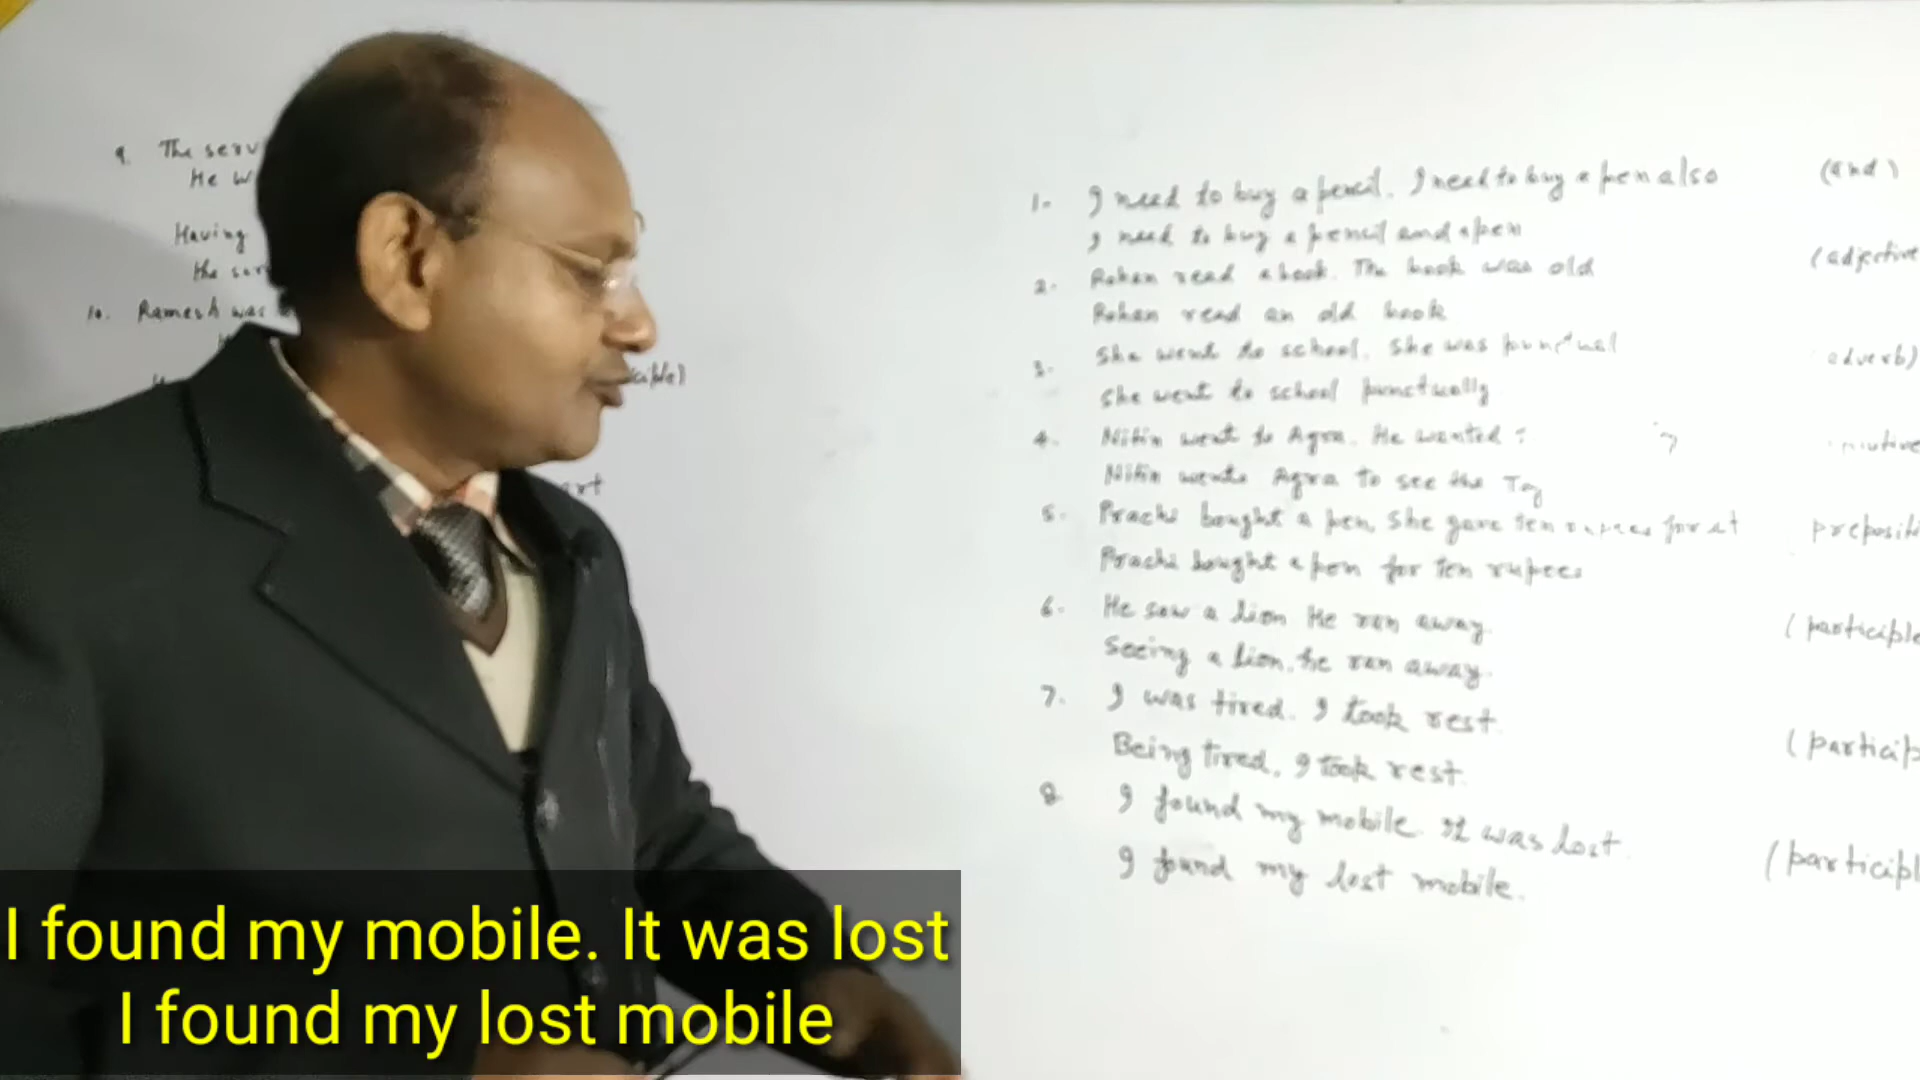 9. The serv
He w
Having
the ser
10. Ramesh was
cible)
ert
1. I need to buy a pencil. I need to buy a pen also (and)
I need to buy a pencil and a pen
2. Rohan read a book. The book was old (adjective
Rohan read an old book
3. She went to school. She was punctual adverb)
She went to school punctually
4. Nitin went to Agra. He wanted
Nitin went Agra to see the Taj
5. Prachi bought a pen, She gave ten rupees for it prepositi
Prachi bought a pen for ten rupees
6. He saw a lion He ran away. (participle
Seeing a lion, he ran away.
7. I was tired. I took rest.
Being tired, I took rest. (particip
8 I found my mobile. It was lost.
I found my lost mobile. (participl
I found my mobile. It was lost
I found my lost mobile